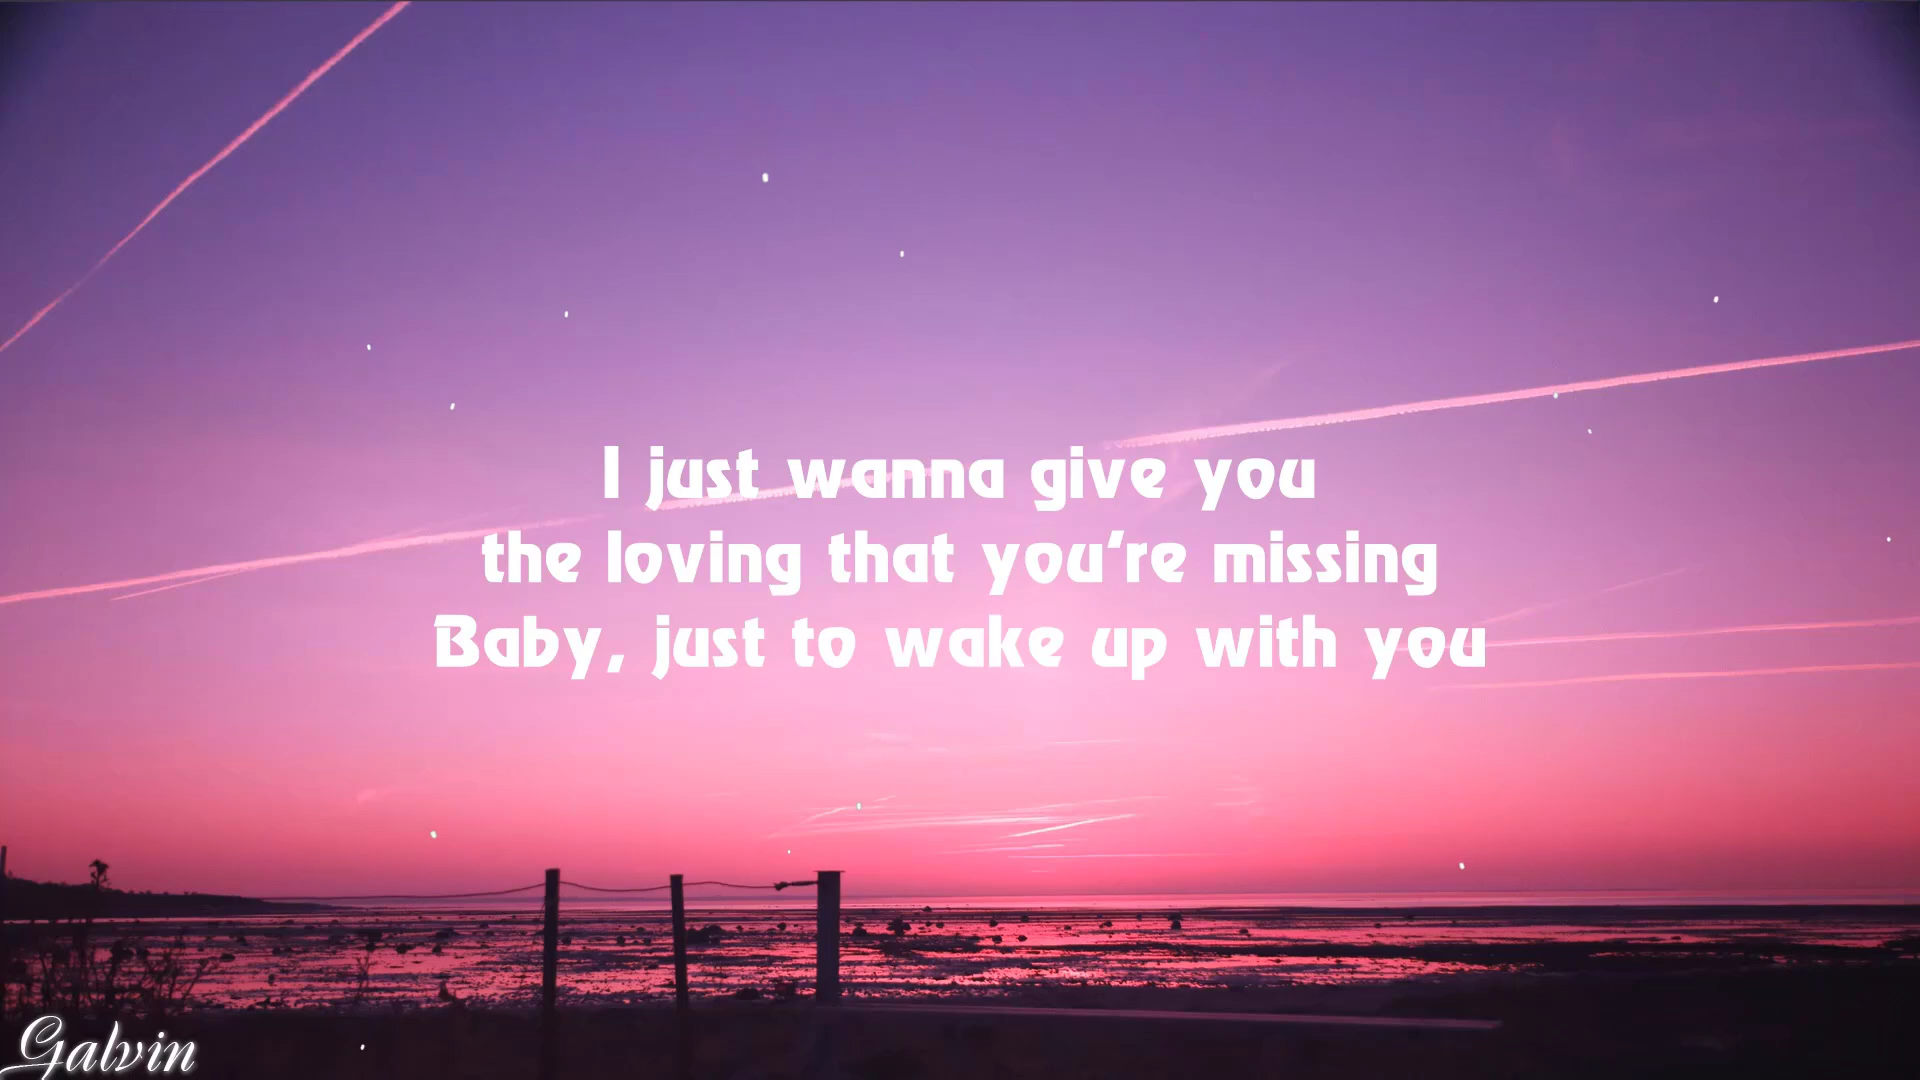 I just wanna give you
the loving that you're missing
Baby, just to wake up with you
Galvin